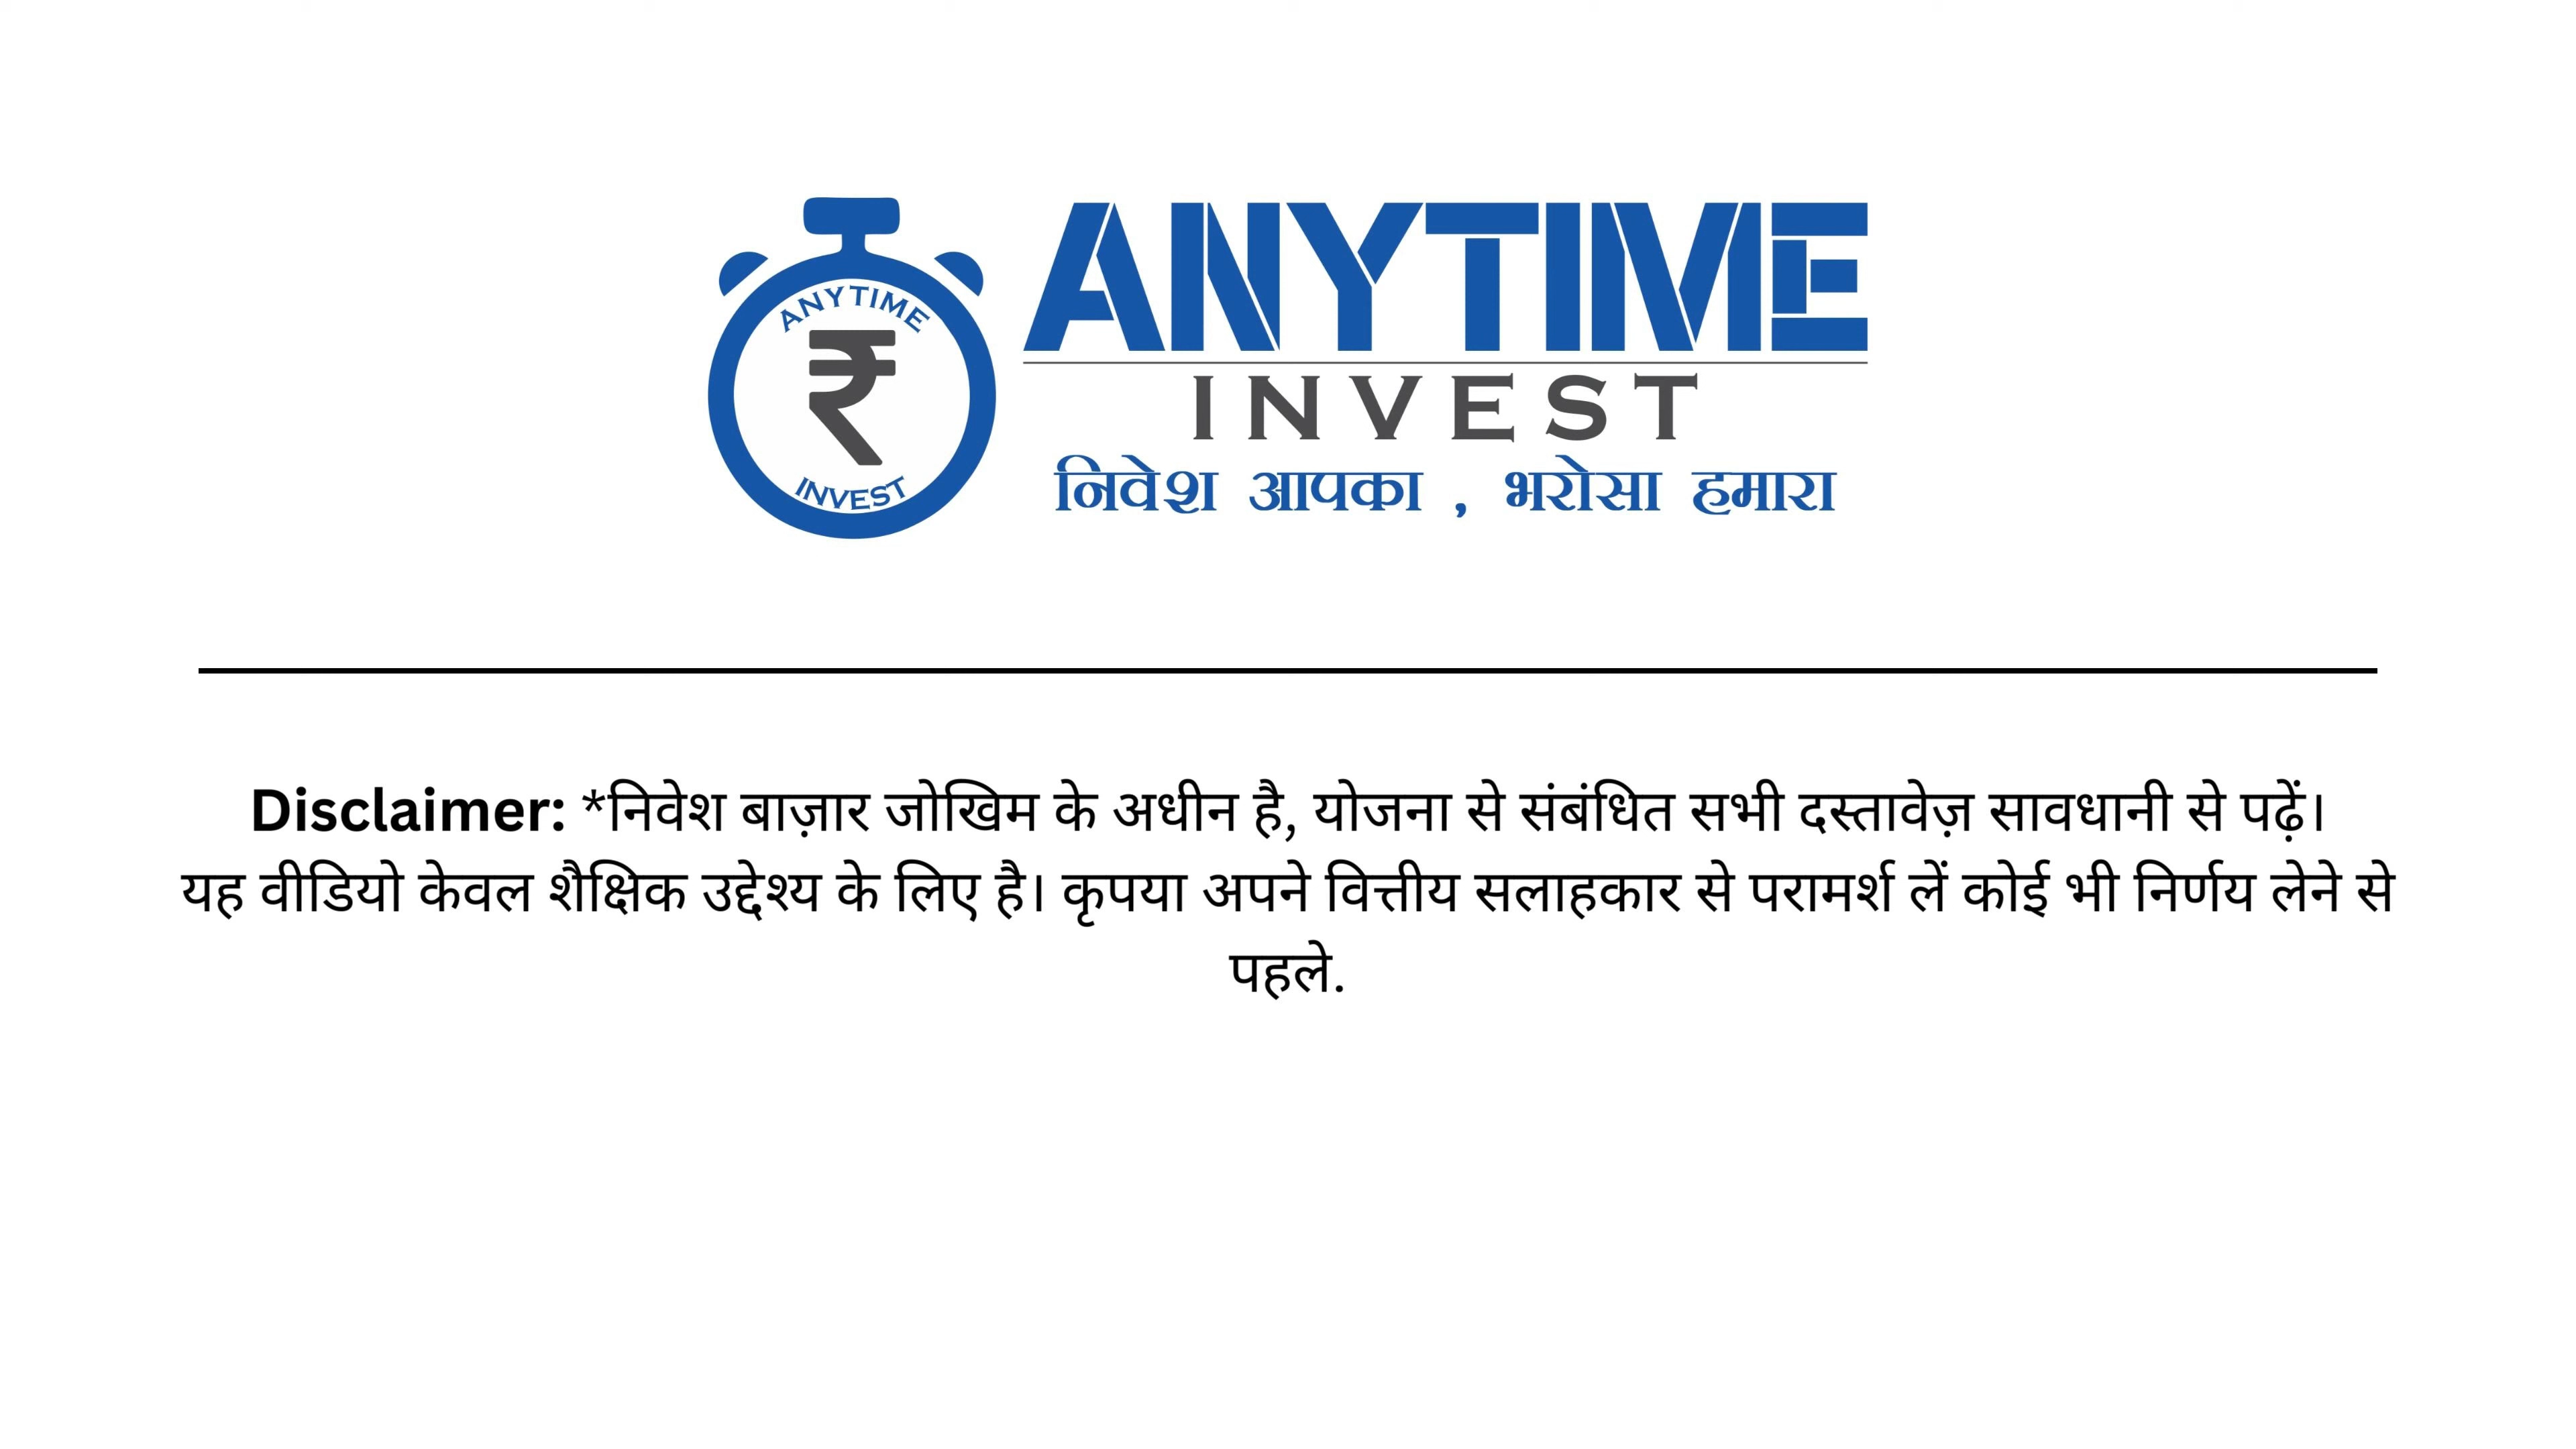 ANYTIME
₹
INVEST
ANYTIME
INVEST
निवेश आपका , भरोसा हमारा
Disclaimer: *निवेश बाज़ार जोखिम के अधीन है, योजना से संबंधित सभी दस्तावेज़ सावधानी से पढ़ें।
यह वीडियो केवल शैक्षिक उद्देश्य के लिए है। कृपया अपने वित्तीय सलाहकार से परामर्श लें कोई भी निर्णय लेने से
पहले.